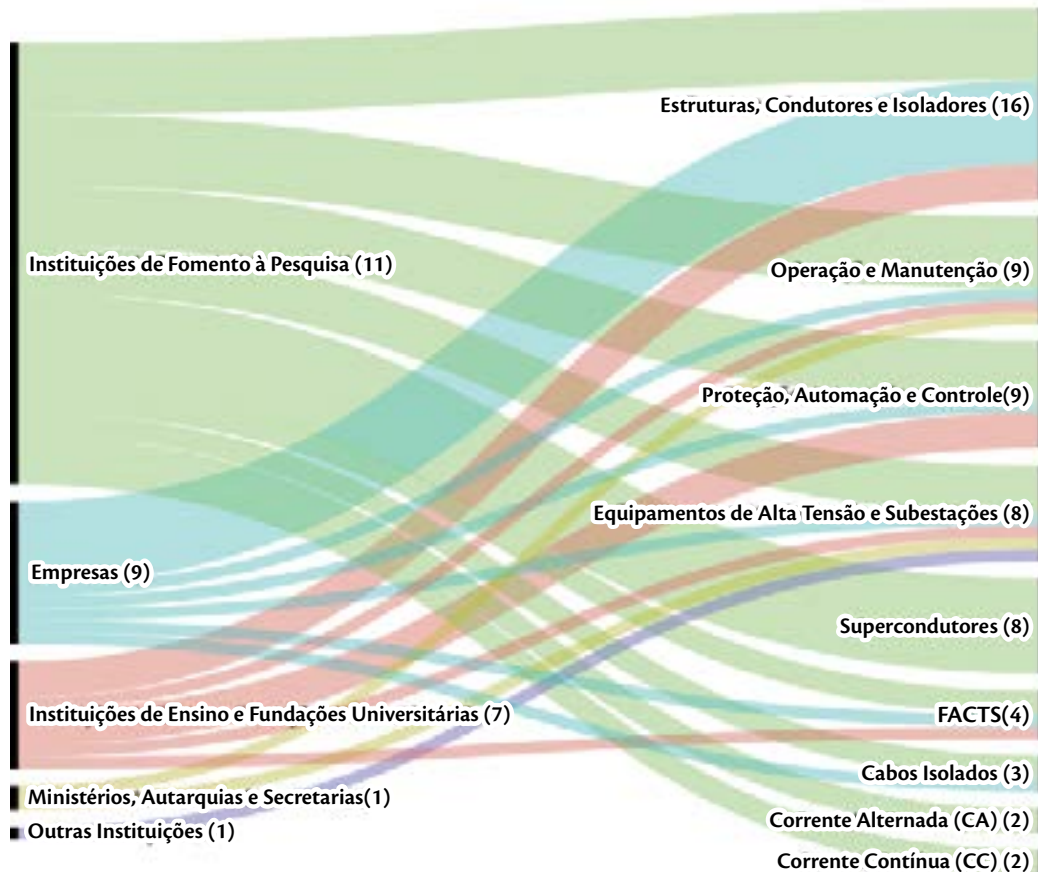 Estruturas, Condutores e Isoladores (16)
Instituições de Fomento à Pesquisa (11)
Operação e Manutenção (9)
Proteção, Automação e Controle(9)
Equipamentos de Alta Tensão e Subestações (8)
Empresas (9)
Supercondutores (8)
Instituições de Ensino e Fundações Universitárias (7)
FACTS(4)
Cabos Isolados (3)
Ministérios, Autarquias e Secretarias(1)
Corrente Alternada (CA) (2)
Outras Instituições (1)
Corrente Contínua (CC) (2)